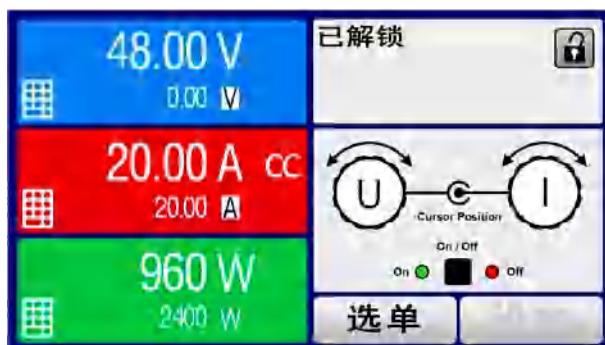 48.00 V
0.00 V
20.00 A CC
20.00 A
960 W
2400 W
已解锁
U
I
Cursor Position
On / Off
On
Off
选单